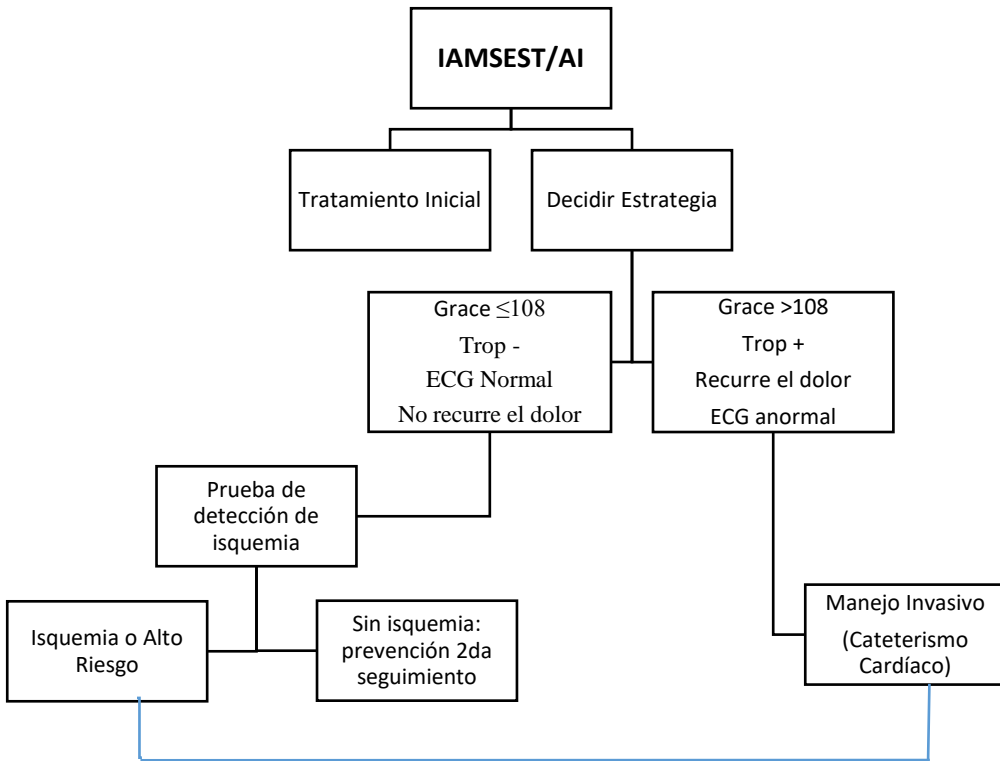 IAMSEST/AI
Tratamiento Inicial
Decidir Estrategia
Grace ≤108
Trop -
ECG Normal
No recurre el dolor
Grace >108
Trop +
Recurre el dolor
ECG anormal
Prueba de
detección de
isquemia
Isquemia o Alto
Riesgo
Sin isquemia:
prevención 2da
seguimiento
Manejo Invasivo
(Cateterismo
Cardíaco)